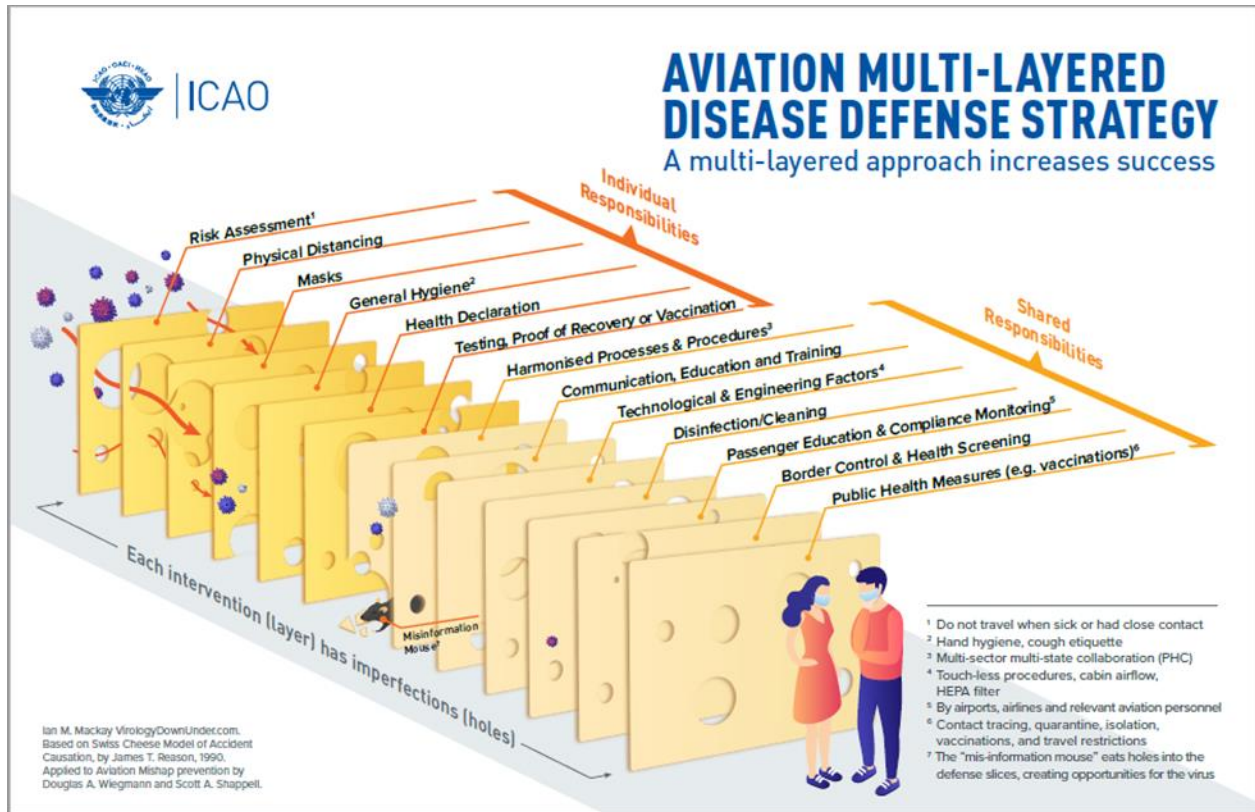 ICAO
AVIATION MULTI-LAYERED
DISEASE DEFENSE STRATEGY
A multi-layered approach increases success
Individual
Responsibilities
Risk Assessment¹
Physical Distancing
Masks
General Hygiene²
Health Declaration
Testing, Proof of Recovery or Vaccination
Shared
Responsibilities
Harmonised Processes & Procedures³
Communication, Education and Training
Technological & Engineering Factors⁴
Disinfection/Cleaning
Passenger Education & Compliance Monitoring⁵
Border Control & Health Screening
Public Health Measures (e.g. vaccinations)⁶
Each intervention (layer) has imperfections (holes)
Misinformation
Mouse⁷
¹ Do not travel when sick or had close contact
² Hand hygiene, cough etiquette
³ Multi-sector multi-state collaboration (PHC)
⁴ Touch-less procedures, cabin airflow,
HEPA filter
⁵ By airports, airlines and relevant aviation personnel
⁶ Contact tracing, quarantine, isolation,
vaccinations, and travel restrictions
⁷ The "mis-information mouse" eats holes into the
defense slices, creating opportunities for the virus
Ian M. Mackay VirologyDownUnder.com.
Based on Swiss Cheese Model of Accident
Causation, by James T. Reason, 1990.
Applied to Aviation Mishap prevention by
Douglas A. Wiegmann and Scott A. Shappell.